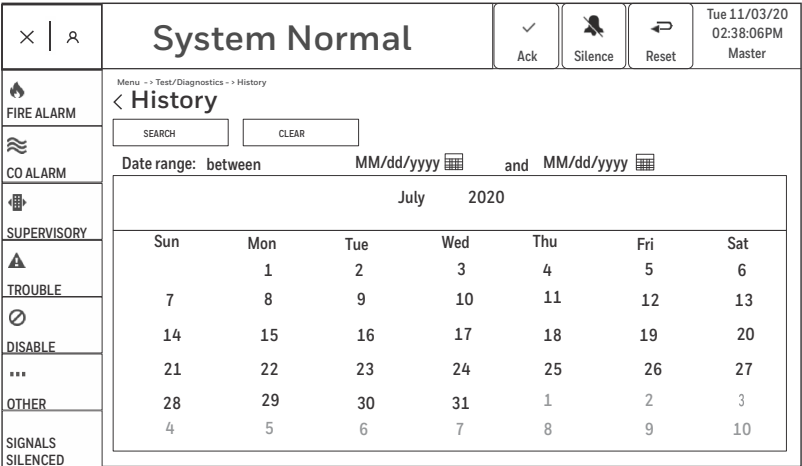 System Normal
Ack
Silence
Reset
Tue 11/03/20
02:38:06PM
Master
FIRE ALARM
CO ALARM
SUPERVISORY
TROUBLE
DISABLE
OTHER
SIGNALS
SILENCED
Menu -> Test/Diagnostics -> History
< History
SEARCH CLEAR
Date range: between MM/dd/yyyy and MM/dd/yyyy
July 2020
Sun Mon Tue Wed Thu Fri Sat
1 2 3 4 5 6
7 8 9 10 11 12 13
14 15 16 17 18 19 20
21 22 23 24 25 26 27
28 29 30 31 1 2 3
4 5 6 7 8 9 10